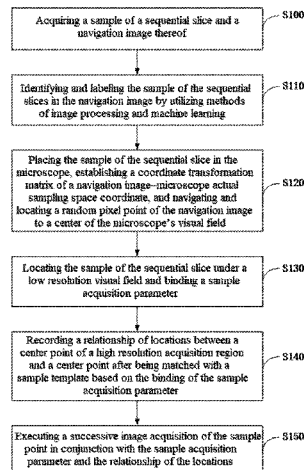 Acquiring a sample of a sequential slice and a
navigation image thereof
S100
Identifying and labeling the sample of the sequential
slices in the navigation image by utilizing methods
of image processing and machine learning
S110
Placing the sample of the sequential slice in the
microscope, establishing a coordinate transformation
matrix of a navigation image–microscope actual
sampling space coordinate, and navigating and
locating a random pixel point of the navigation image
to a center of the microscope's visual field
S120
Locating the sample of the sequential slice under a
low resolution visual field and binding a sample
acquisition parameter
S130
Recording a relationship of locations between a
center point of a high resolution acquisition region
and a center point after being matched with a
sample template based on the binding of the sample
acquisition parameter
S140
Executing a successive image acquisition of the sample
point in conjunction with the sample acquisition
parameter and the relationship of the locations
S150